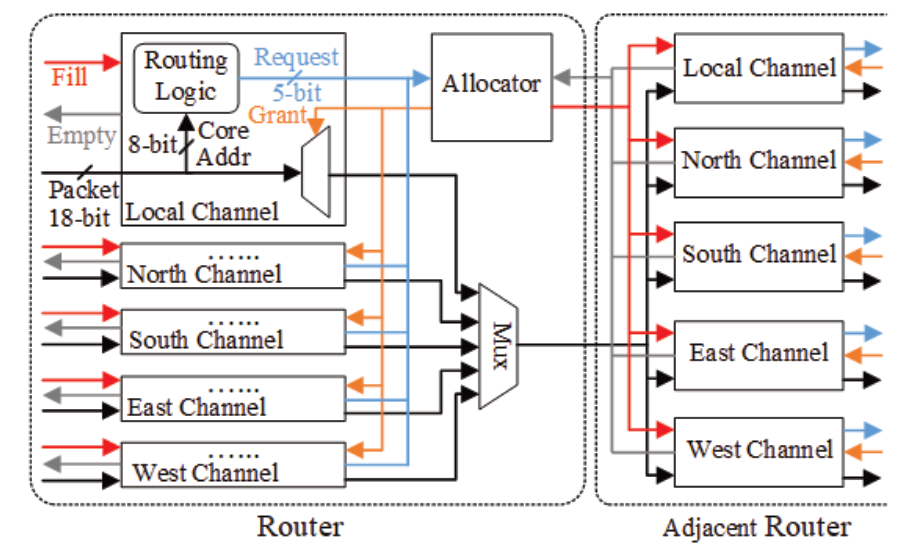 Fill
Empty
Packet
18-bit
Routing
Logic
8-bit
Core
Addr
Local Channel
Request
5-bit
Grant
Allocator
......
North Channel
......
South Channel
......
East Channel
......
West Channel
Mux
Router
Local Channel
North Channel
South Channel
East Channel
West Channel
Adjacent Router